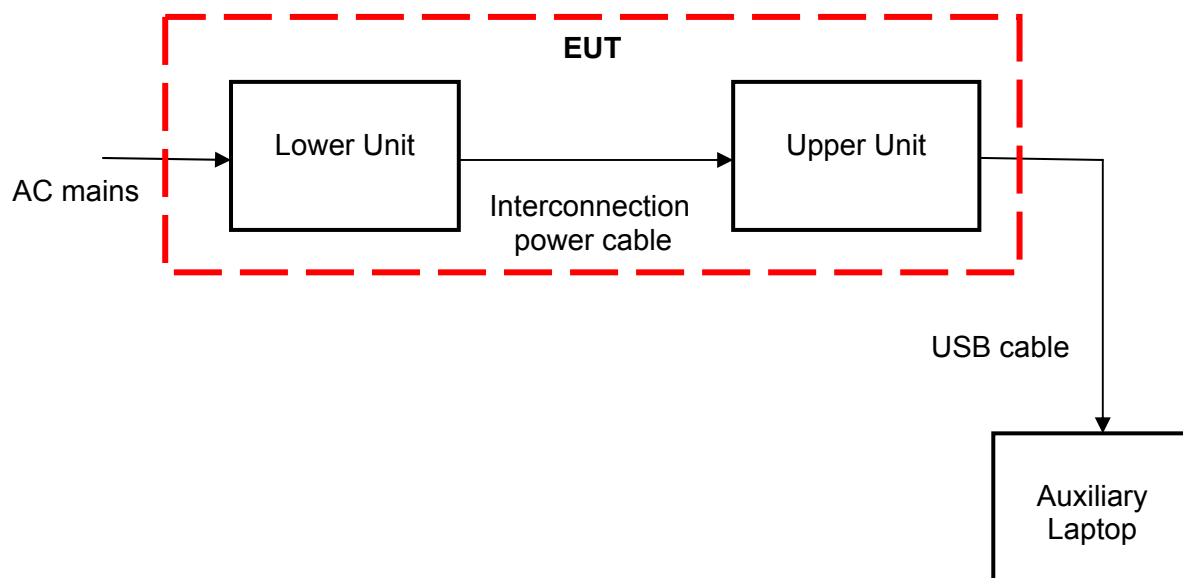 EUT
Lower Unit
Upper Unit
AC mains
Interconnection
power cable
USB cable
Auxiliary
Laptop